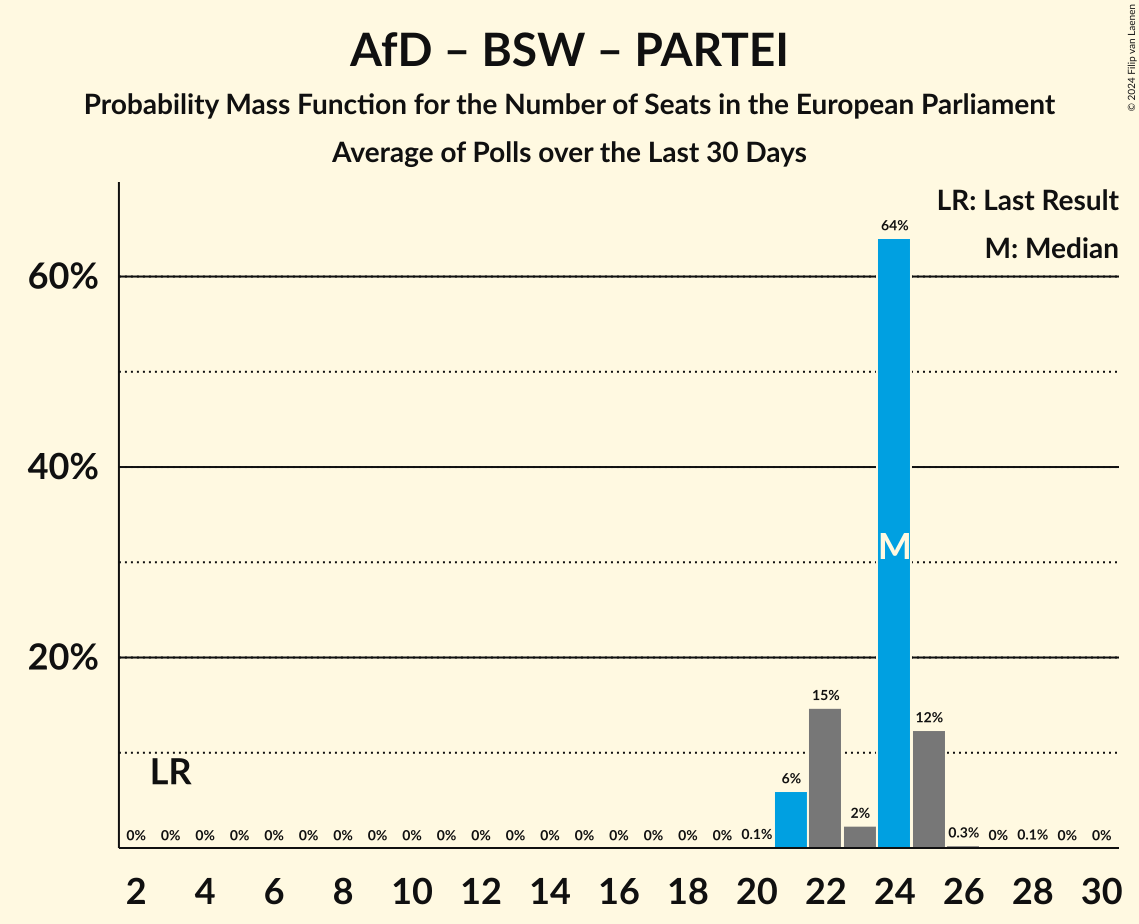 AfD – BSW – PARTEI
Probability Mass Function for the Number of Seats in the European Parliament
Average of Polls over the Last 30 Days
© 2024 Filip van Laenen
LR: Last Result
M: Median
64%
60%
40%
M
20%
15%
12%
LR
6%
2%
0% 0% 0% 0% 0% 0% 0% 0% 0% 0% 0% 0% 0% 0% 0% 0% 0% 0% 0.1% 0.3% 0% 0.1% 0% 0%
2 4 6 8 10 12 14 16 18 20 22 24 26 28 30